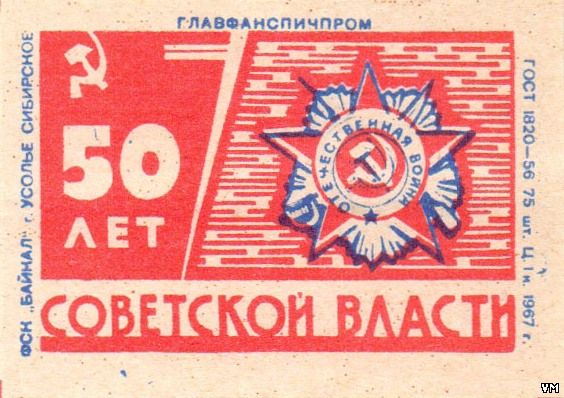 ГЛАВФАНСПИЧПРОМ
50
ЛЕТ
ОТЕЧЕСТВЕННАЯ ВОЙНА
СОВЕТСКОЙ ВЛАСТИ
ФСК „БАЙКАЛ" г. УСОЛЬЕ СИБИРСКОЕ
ГОСТ 1820—56 75 шт. Ц. 1 к. 1967 г.
VM